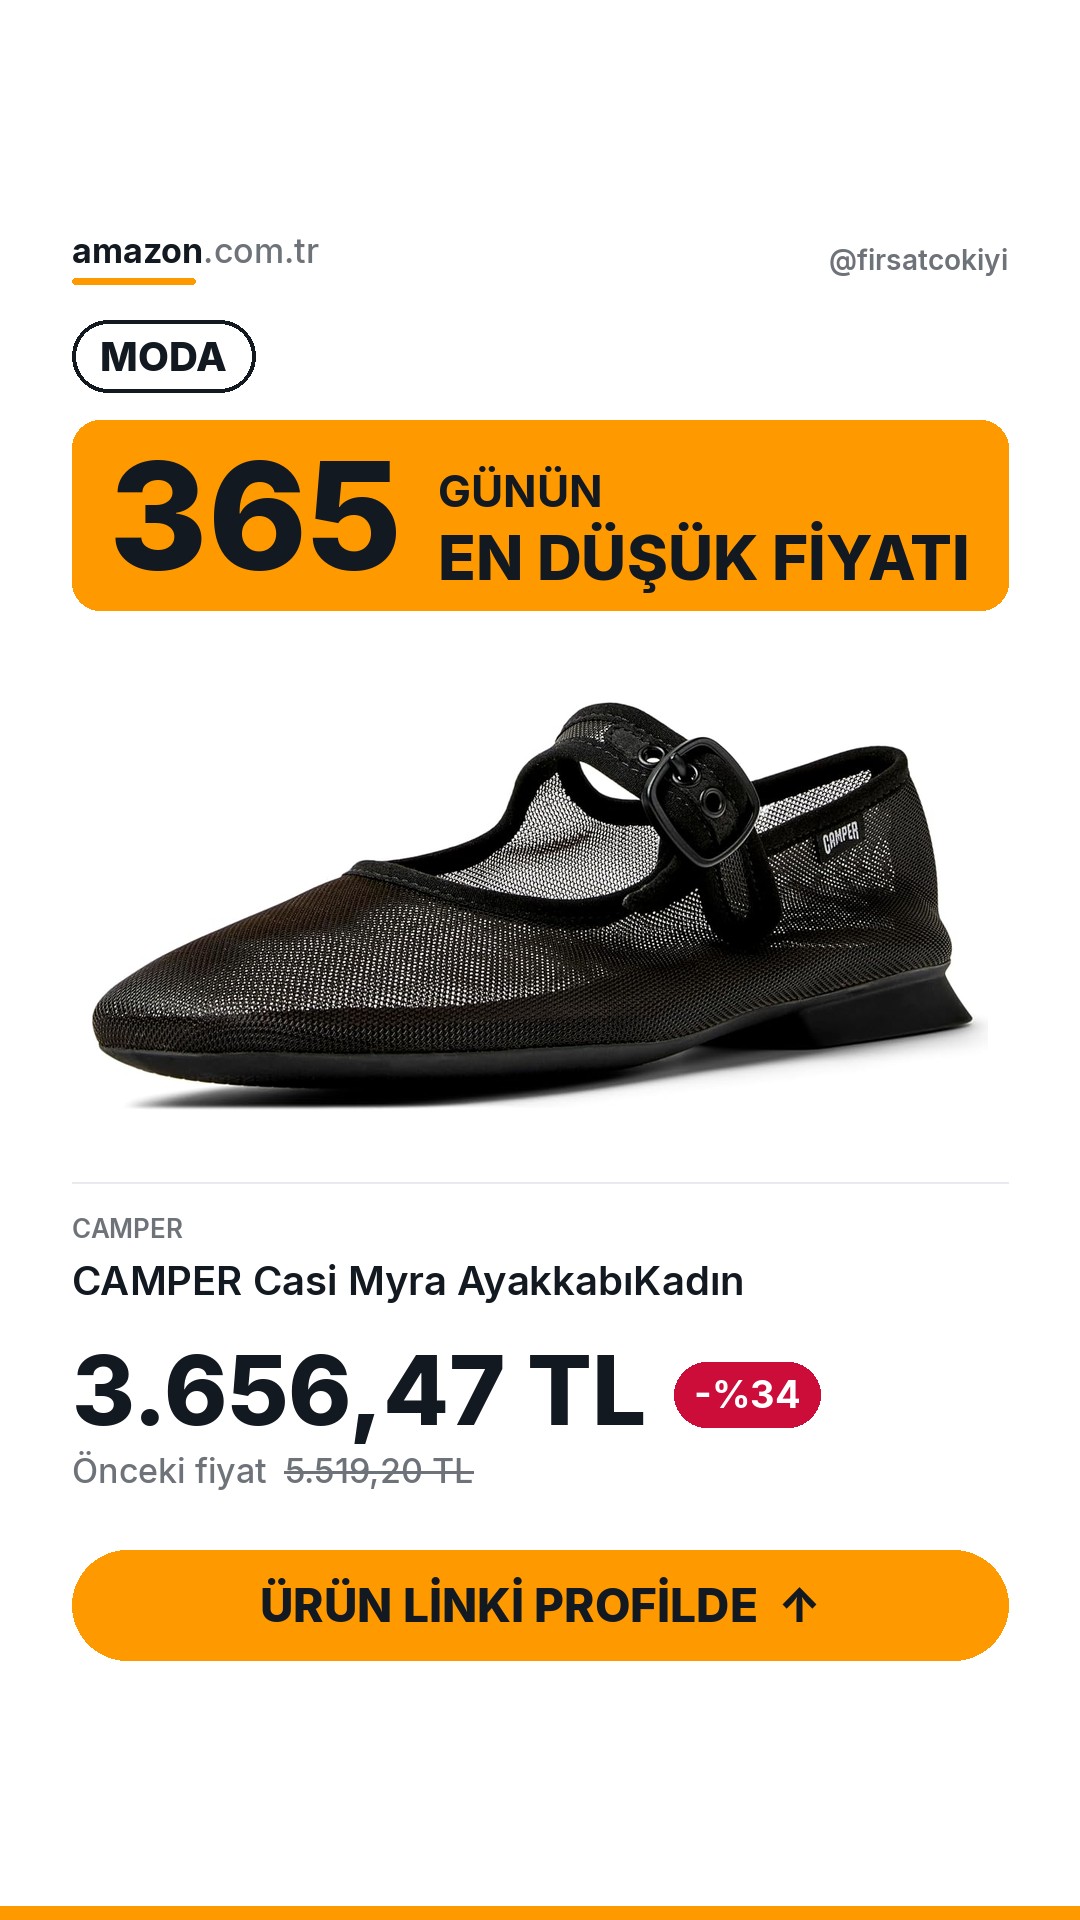 amazon.com.tr
@firsatcokiyi
MODA
365
GÜNÜN
EN DÜŞÜK FİYATI
CAMPER
CAMPER
CAMPER Casi Myra AyakkabıKadın
3.656,47 TL
-%34
Önceki fiyat 5.519,20 TL
ÜRÜN LİNKİ PROFİLDE ↑